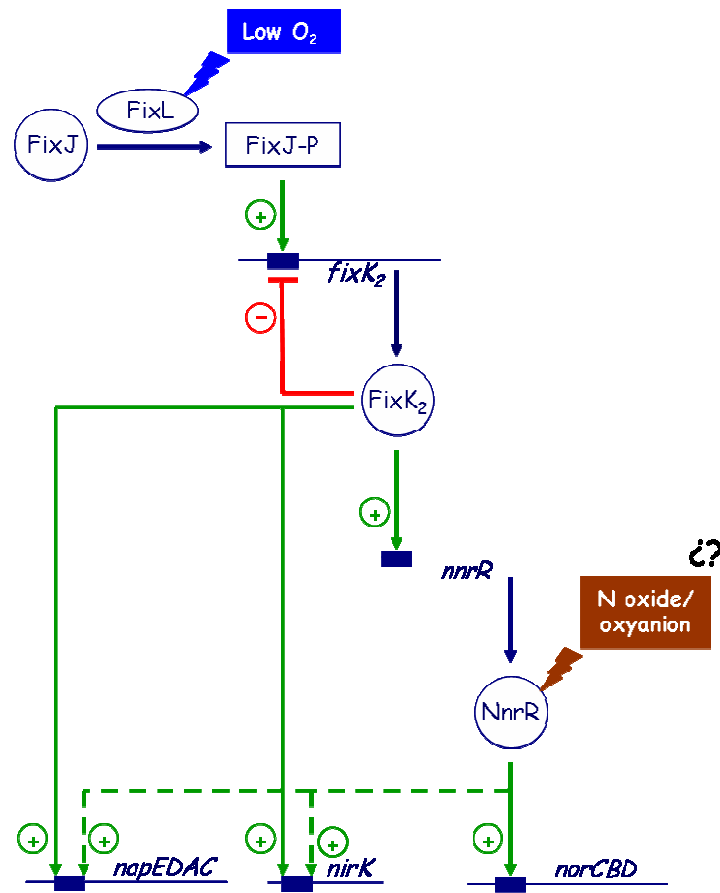 Low O₂
FixL
FixJ
FixJ-P
+
fixK₂
−
FixK₂
+
nnrR
¿?
N oxide/
oxyanion
NnrR
+
+
+
+
+
napEDAC
nirK
norCBD